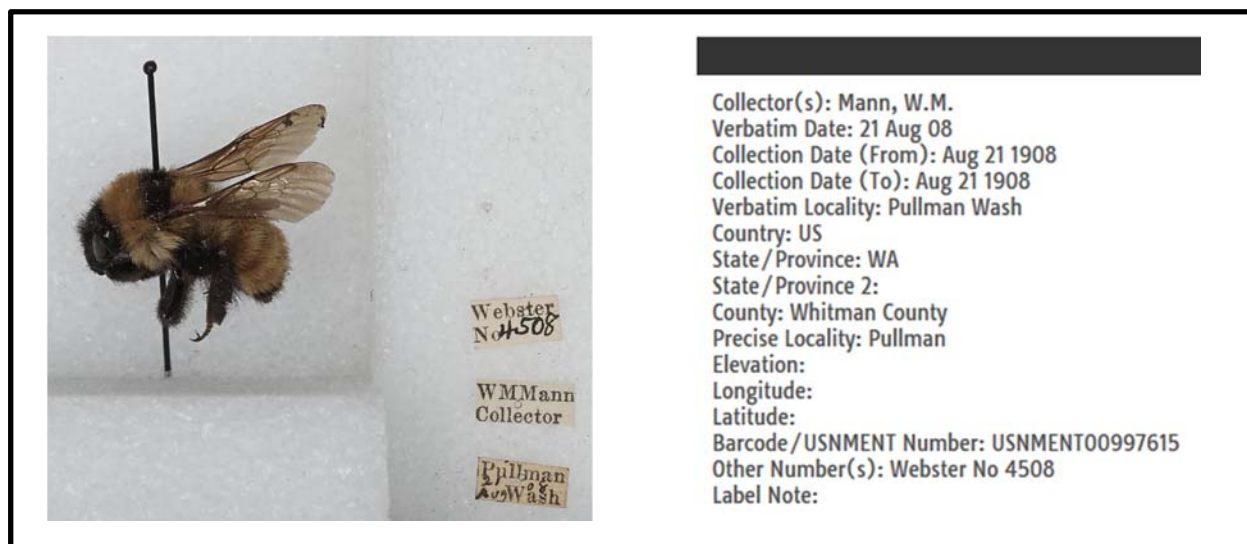 Webster
No 4508
WMMann
Collector
Pullman
21 08
Aug Wash
Collector(s): Mann, W.M.
Verbatim Date: 21 Aug 08
Collection Date (From): Aug 21 1908
Collection Date (To): Aug 21 1908
Verbatim Locality: Pullman Wash
Country: US
State/Province: WA
State/Province 2:
County: Whitman County
Precise Locality: Pullman
Elevation:
Longitude:
Latitude:
Barcode/USNMENT Number: USNMENT00997615
Other Number(s): Webster No 4508
Label Note: